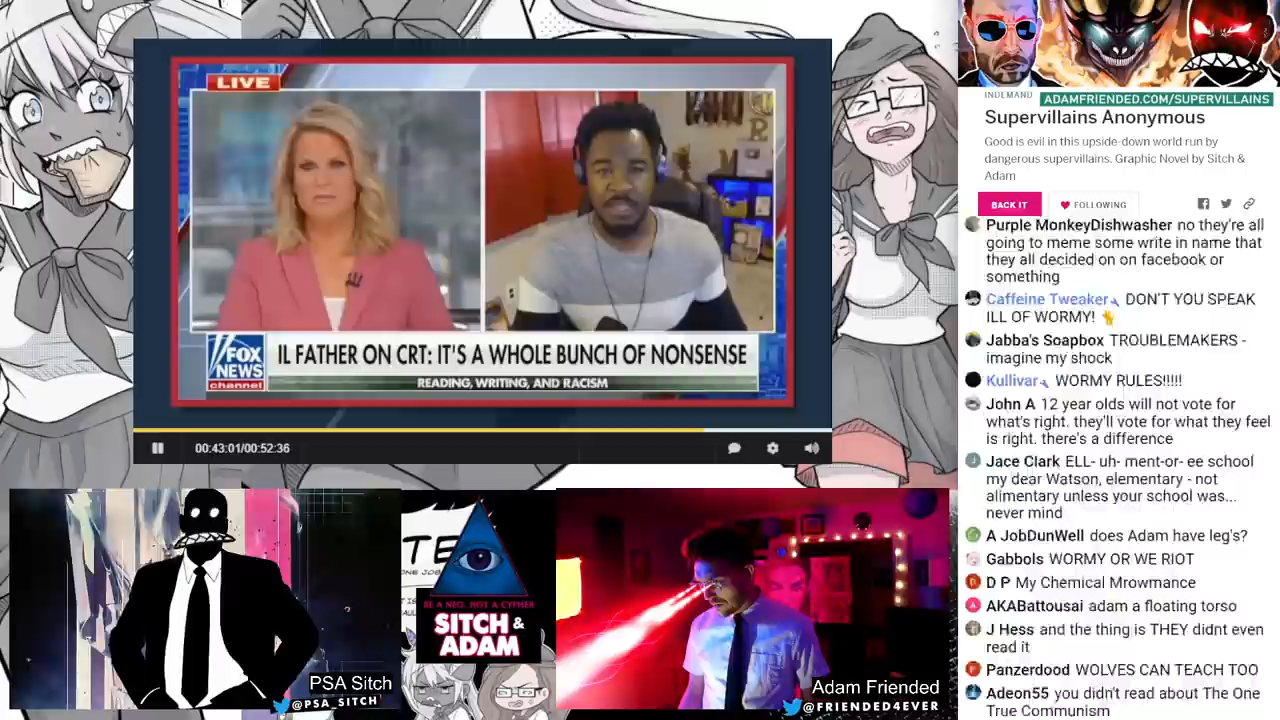 LIVE
FOX
NEWS
channel
IL FATHER ON CRT: IT'S A WHOLE BUNCH OF NONSENSE
READING, WRITING, AND RACISM
00:43:01/00:52:36
INDEMAND
ADAMFRIENDED.COM/SUPERVILLAINS
Supervillains Anonymous
Good is evil in this upside-down world run by
dangerous supervillains. Graphic Novel by Sitch &
Adam
BACK IT
FOLLOWING
Purple MonkeyDishwasher no they're all
going to meme some write in name that
they all decided on on facebook or
something
Caffeine Tweaker DON'T YOU SPEAK
ILL OF WORMY!
Jabba's Soapbox TROUBLEMAKERS -
imagine my shock
Kullivar WORMY RULES!!!!!
John A 12 year olds will not vote for
what's right. they'll vote for what they feel
is right. there's a difference
Jace Clark ELL- uh- ment-or- ee school
my dear Watson, elementary - not
alimentary unless your school was...
never mind
A JobDunWell does Adam have leg's?
Gabbols WORMY OR WE RIOT
D P My Chemical Mrowmance
AKABattousai adam a floating torso
J Hess and the thing is THEY didnt even
read it
Panzerdood WOLVES CAN TEACH TOO
Adeon55 you didn't read about The One
True Communism
TE
BE A NEO, NOT A CYPHER
SITCH &
ADAM
PSA Sitch
@PSA_SITCH
Adam Friended
@FRIENDED4EVER